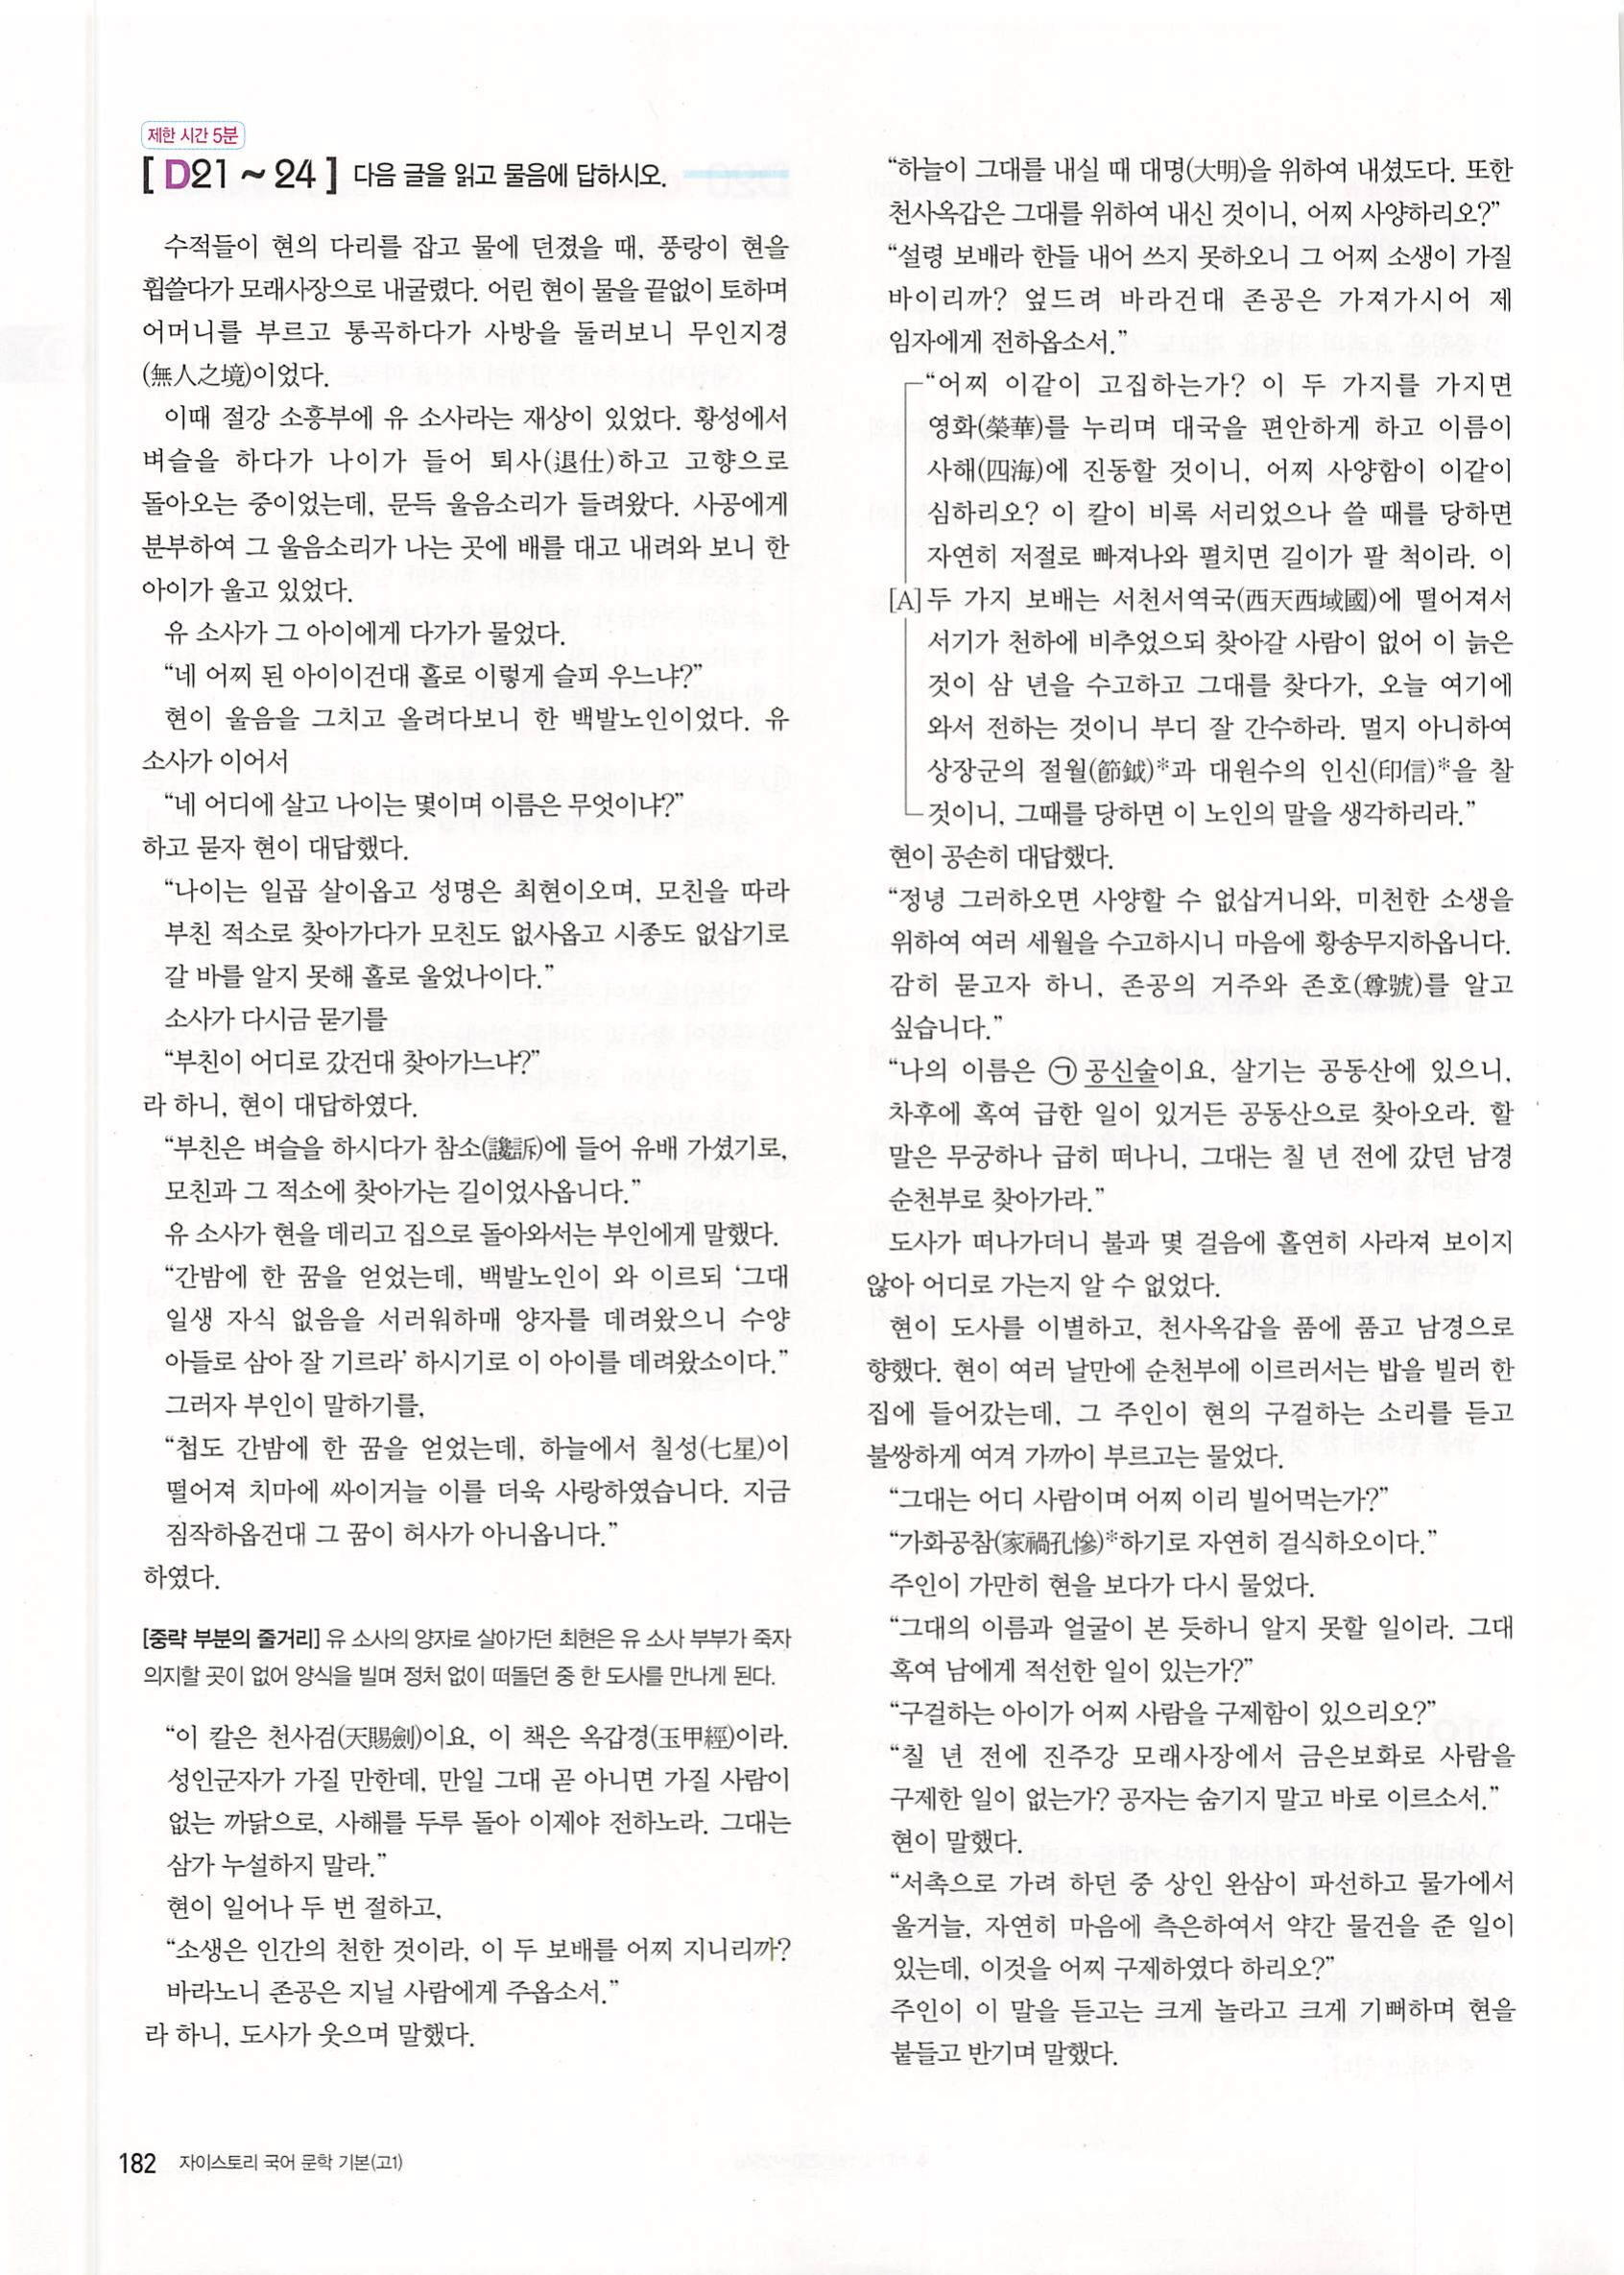 제한 시간 5분
[ D21 ~ 24 ] 다음 글을 읽고 물음에 답하시오.
수적들이 현의 다리를 잡고 물에 던졌을 때, 풍랑이 현을
휩쓸다가 모래사장으로 내굴렸다. 어린 현이 물을 끝없이 토하며
어머니를 부르고 통곡하다가 사방을 둘러보니 무인지경
(無人之境)이었다.
이때 절강 소흥부에 유 소사라는 재상이 있었다. 황성에서
벼슬을 하다가 나이가 들어 퇴사(退仕)하고 고향으로
돌아오는 중이었는데, 문득 울음소리가 들려왔다. 사공에게
분부하여 그 울음소리가 나는 곳에 배를 대고 내려와 보니 한
아이가 울고 있었다.
유 소사가 그 아이에게 다가가 물었다.
“네 어찌 된 아이이건대 홀로 이렇게 슬피 우느냐?”
현이 울음을 그치고 올려다보니 한 백발노인이었다. 유
소사가 이어서
“네 어디에 살고 나이는 몇이며 이름은 무엇이냐?”
하고 묻자 현이 대답했다.
“나이는 일곱 살이옵고 성명은 최현이오며, 모친을 따라
부친 적소로 찾아가다가 모친도 없사옵고 시종도 없삽기로
갈 바를 알지 못해 홀로 울었나이다.”
소사가 다시금 묻기를
“부친이 어디로 갔건대 찾아가느냐?”
라 하니, 현이 대답하였다.
“부친은 벼슬을 하시다가 참소(讒訴)에 들어 유배 가셨기로,
모친과 그 적소에 찾아가는 길이었사옵니다.”
유 소사가 현을 데리고 집으로 돌아와서는 부인에게 말했다.
“간밤에 한 꿈을 얻었는데, 백발노인이 와 이르되 ‘그대
일생 자식 없음을 서러워하매 양자를 데려왔으니 수양
아들로 삼아 잘 기르라’ 하시기로 이 아이를 데려왔소이다.”
그러자 부인이 말하기를,
“첩도 간밤에 한 꿈을 얻었는데, 하늘에서 칠성(七星)이
떨어져 치마에 싸이거늘 이를 더욱 사랑하였습니다. 지금
짐작하옵건대 그 꿈이 허사가 아니옵니다.”
하였다.
[중략 부분의 줄거리] 유 소사의 양자로 살아가던 최현은 유 소사 부부가 죽자
의지할 곳이 없어 양식을 빌며 정처 없이 떠돌던 중 한 도사를 만나게 된다.
“이 칼은 천사검(天賜劍)이요, 이 책은 옥갑경(玉甲經)이라.
성인군자가 가질 만한데, 만일 그대 곧 아니면 가질 사람이
없는 까닭으로, 사해를 두루 돌아 이제야 전하노라. 그대는
삼가 누설하지 말라.”
현이 일어나 두 번 절하고,
“소생은 인간의 천한 것이라, 이 두 보배를 어찌 지니리까?
바라노니 존공은 지닐 사람에게 주옵소서.”
라 하니, 도사가 웃으며 말했다.
“하늘이 그대를 내실 때 대명(大明)을 위하여 내셨도다. 또한
천사옥갑은 그대를 위하여 내신 것이니, 어찌 사양하리오?”
“설령 보배라 한들 내어 쓰지 못하오니 그 어찌 소생이 가질
바이리까? 엎드려 바라건대 존공은 가져가시어 제
임자에게 전하옵소서.”
“어찌 이같이 고집하는가? 이 두 가지를 가지면
영화(榮華)를 누리며 대국을 편안하게 하고 이름이
사해(四海)에 진동할 것이니, 어찌 사양함이 이같이
심하리오? 이 칼이 비록 서리었으나 쓸 때를 당하면
자연히 저절로 빠져나와 펼치면 길이가 팔 척이라. 이
[A] 두 가지 보배는 서천서역국(西天西域國)에 떨어져서
서기가 천하에 비추었으되 찾아갈 사람이 없어 이 늙은
것이 삼 년을 수고하고 그대를 찾다가, 오늘 여기에
와서 전하는 것이니 부디 잘 간수하라. 멀지 아니하여
상장군의 절월(節鉞)*과 대원수의 인신(印信)*을 찰
것이니, 그때를 당하면 이 노인의 말을 생각하리라.”
현이 공손히 대답했다.
“정녕 그러하오면 사양할 수 없삽거니와, 미천한 소생을
위하여 여러 세월을 수고하시니 마음에 황송무지하옵니다.
감히 묻고자 하니, 존공의 거주와 존호(尊號)를 알고
싶습니다.”
“나의 이름은 ㉠ 공신술이요, 살기는 공동산에 있으니,
차후에 혹여 급한 일이 있거든 공동산으로 찾아오라. 할
말은 무궁하나 급히 떠나니, 그대는 칠 년 전에 갔던 남경
순천부로 찾아가라.”
도사가 떠나가더니 불과 몇 걸음에 홀연히 사라져 보이지
않아 어디로 가는지 알 수 없었다.
현이 도사를 이별하고, 천사옥갑을 품에 품고 남경으로
향했다. 현이 여러 날만에 순천부에 이르러서는 밥을 빌러 한
집에 들어갔는데, 그 주인이 현의 구걸하는 소리를 듣고
불쌍하게 여겨 가까이 부르고는 물었다.
“그대는 어디 사람이며 어찌 이리 빌어먹는가?”
“가화공참(家禍孔慘)*하기로 자연히 걸식하오이다.”
주인이 가만히 현을 보다가 다시 물었다.
“그대의 이름과 얼굴이 본 듯하니 알지 못할 일이라. 그대
혹여 남에게 적선한 일이 있는가?”
“구걸하는 아이가 어찌 사람을 구제함이 있으리오?”
“칠 년 전에 진주강 모래사장에서 금은보화로 사람을
구제한 일이 없는가? 공자는 숨기지 말고 바로 이르소서.”
현이 말했다.
“서촉으로 가려 하던 중 상인 완삼이 파선하고 물가에서
울거늘, 자연히 마음에 측은하여서 약간 물건을 준 일이
있는데, 이것을 어찌 구제하였다 하리오?”
주인이 이 말을 듣고는 크게 놀라고 크게 기뻐하며 현을
붙들고 반기며 말했다.
182 자이스토리 국어 문학 기본(고1)